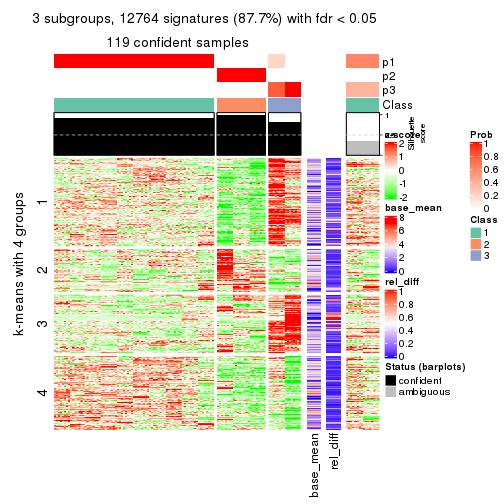 3 subgroups, 12764 signatures (87.7%) with fdr < 0.05
119 confident samples
p1
p2
p3
Class
1
Silhouette
score
z-score
2
1
0
-1
-2
Prob
1
0.8
0.6
0.4
0.2
0
base_mean
8
6
4
2
0
Class
1
2
3
rel_diff
1
0.8
0.6
0.4
0.2
0
Status (barplots)
confident
ambiguous
k-means with 4 groups
1
2
3
4
base_mean
rel_diff